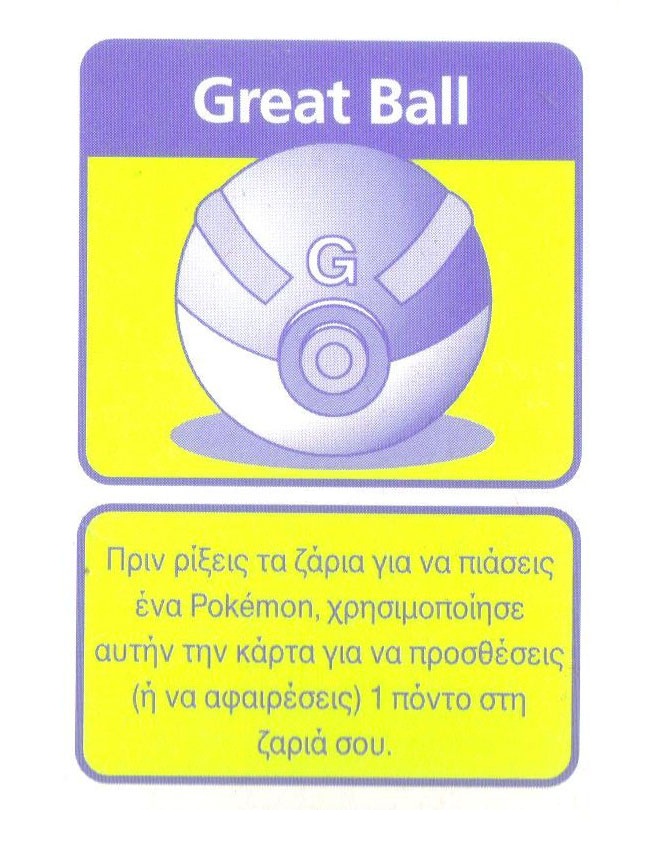 Great Ball
G
Πριν ρίξεις τα ζάρια για να πιάσεις
ένα Pokémon, χρησιμοποίησε
αυτήν την κάρτα για να προσθέσεις
(ή να αφαιρέσεις) 1 πόντο στη
ζαριά σου.